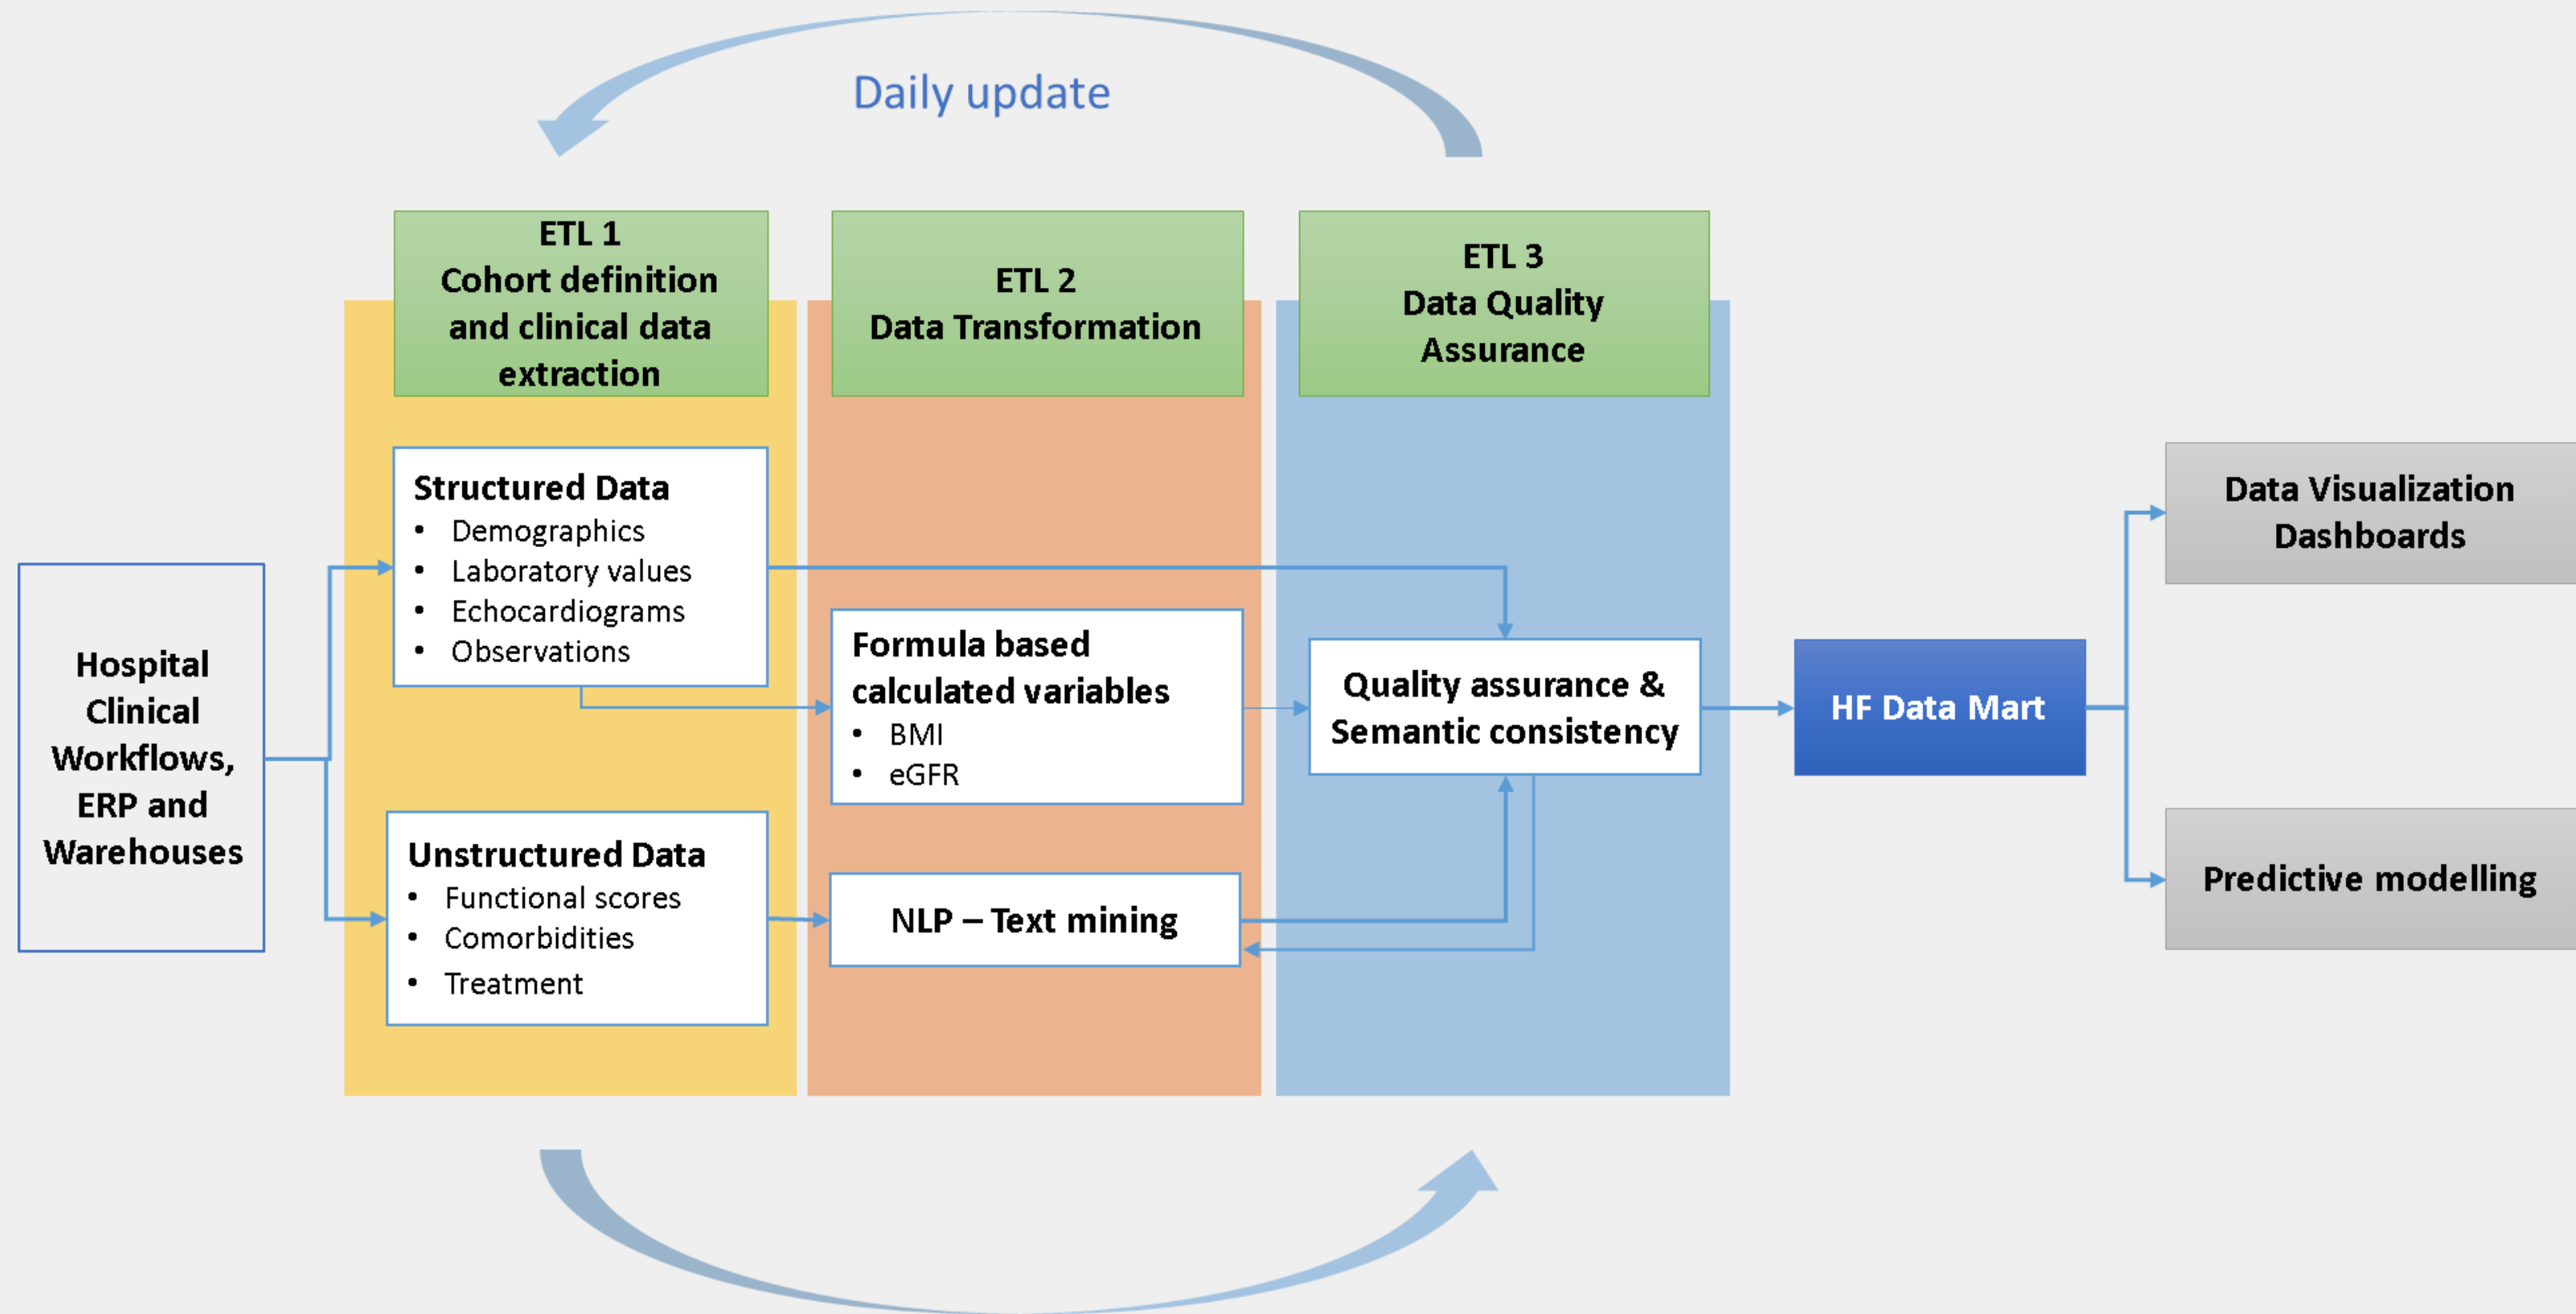 Daily update
ETL 1
Cohort definition
and clinical data
extraction
ETL 2
Data Transformation
ETL 3
Data Quality
Assurance
Hospital
Clinical
Workflows,
ERP and
Warehouses
Structured Data
• Demographics
• Laboratory values
• Echocardiograms
• Observations
Unstructured Data
• Functional scores
• Comorbidities
• Treatment
Formula based
calculated variables
• BMI
• eGFR
NLP – Text mining
Quality assurance &
Semantic consistency
HF Data Mart
Data Visualization
Dashboards
Predictive modelling